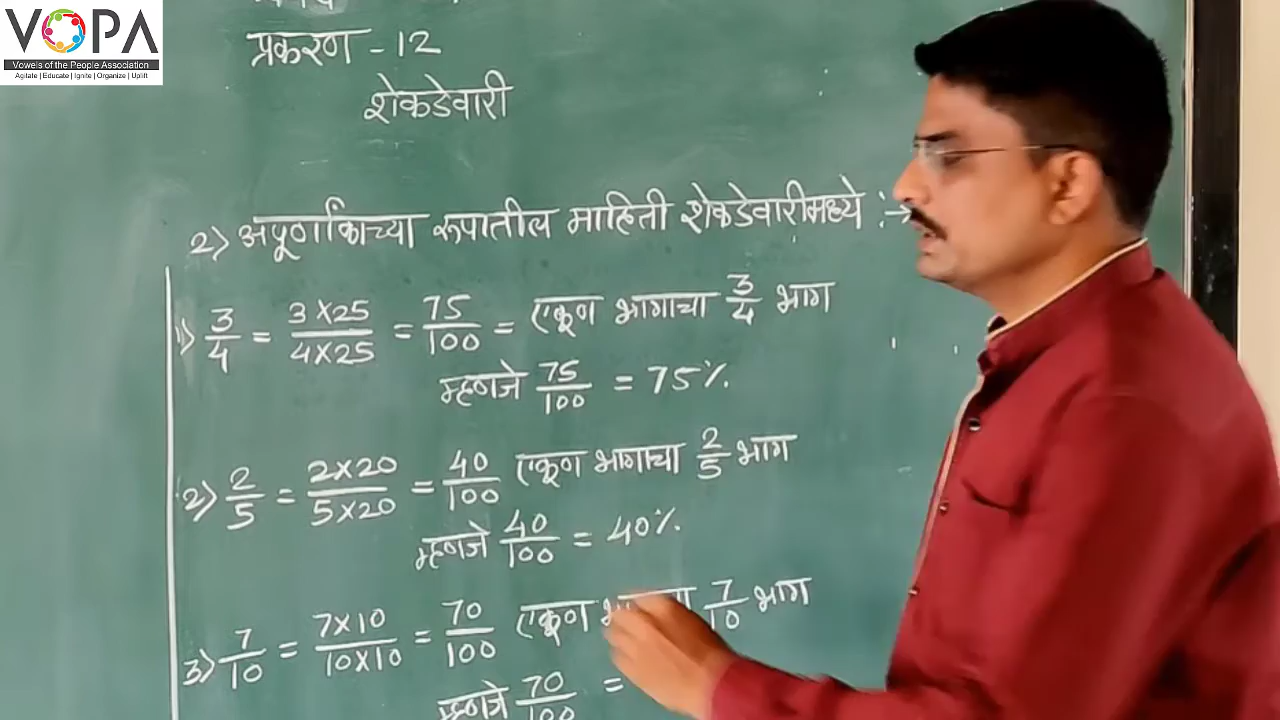 VOPA
Vowels of the People Association
Agitate | Educate | Ignite | Organize | Uplift
प्रकरण - 12
शेकडेवारी
2) अपूर्णांकाच्या रूपातील माहिती शेकडेवारीमध्ये :→
1) 3/4 = 3×25/4×25 = 75/100 = एकूण भागाचा 3/4 भाग
म्हणजे 75/100 = 75%
2) 2/5 = 2×20/5×20 = 40/100 एकूण भागाचा 2/5 भाग
म्हणजे 40/100 = 40%
3) 7/10 = 7×10/10×10 = 70/100 एकूण 7/10 भाग
म्हणजे 70/100 =